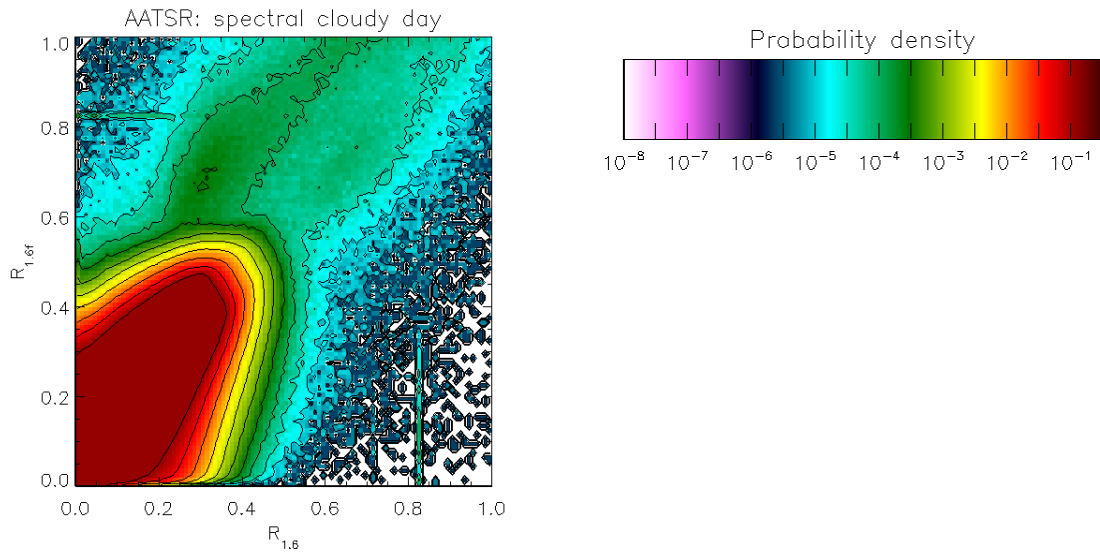 AATSR: spectral cloudy day
1.0
0.8
0.6
0.4
0.2
0.0
R1.6f
0.0 0.2 0.4 0.6 0.8 1.0
R1.6
Probability density
10⁻⁸ 10⁻⁷ 10⁻⁶ 10⁻⁵ 10⁻⁴ 10⁻³ 10⁻² 10⁻¹